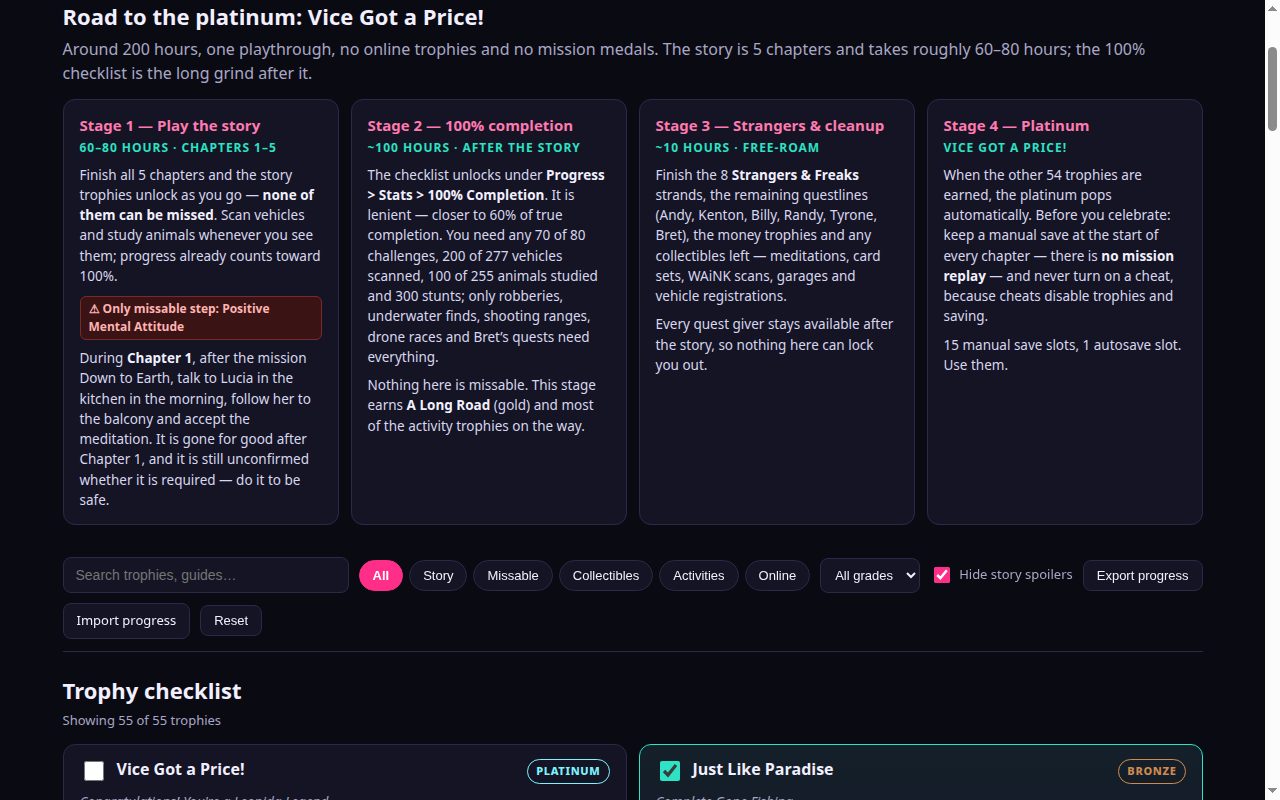 Road to the platinum: Vice Got a Price!
Around 200 hours, one playthrough, no online trophies and no mission medals. The story is 5 chapters and takes roughly 60–80 hours; the 100%
checklist is the long grind after it.
Stage 1 — Play the story
60–80 HOURS · CHAPTERS 1–5
Finish all 5 chapters and the story
trophies unlock as you go — none of
them can be missed. Scan vehicles
and study animals whenever you see
them; progress already counts toward
100%.
⚠ Only missable step: Positive
Mental Attitude
During Chapter 1, after the mission
Down to Earth, talk to Lucia in the
kitchen in the morning, follow her to
the balcony and accept the
meditation. It is gone for good after
Chapter 1, and it is still unconfirmed
whether it is required — do it to be
safe.
Stage 2 — 100% completion
~100 HOURS · AFTER THE STORY
The checklist unlocks under Progress
> Stats > 100% Completion. It is
lenient — closer to 60% of true
completion. You need any 70 of 80
challenges, 200 of 277 vehicles
scanned, 100 of 255 animals studied
and 300 stunts; only robberies,
underwater finds, shooting ranges,
drone races and Bret’s quests need
everything.
Nothing here is missable. This stage
earns A Long Road (gold) and most
of the activity trophies on the way.
Stage 3 — Strangers & cleanup
~10 HOURS · FREE-ROAM
Finish the 8 Strangers & Freaks
strands, the remaining questlines
(Andy, Kenton, Billy, Randy, Tyrone,
Bret), the money trophies and any
collectibles left — meditations, card
sets, WAiNK scans, garages and
vehicle registrations.
Every quest giver stays available after
the story, so nothing here can lock
you out.
Stage 4 — Platinum
VICE GOT A PRICE!
When the other 54 trophies are
earned, the platinum pops
automatically. Before you celebrate:
keep a manual save at the start of
every chapter — there is no mission
replay — and never turn on a cheat,
because cheats disable trophies and
saving.
15 manual save slots, 1 autosave slot.
Use them.
Search trophies, guides…
All
Story
Missable
Collectibles
Activities
Online
All grades
Hide story spoilers
Export progress
Import progress
Reset
Trophy checklist
Showing 55 of 55 trophies
Vice Got a Price!
PLATINUM
Congratulations! You're a Leonida Legend
Just Like Paradise
BRONZE
Complete Gone Fishing